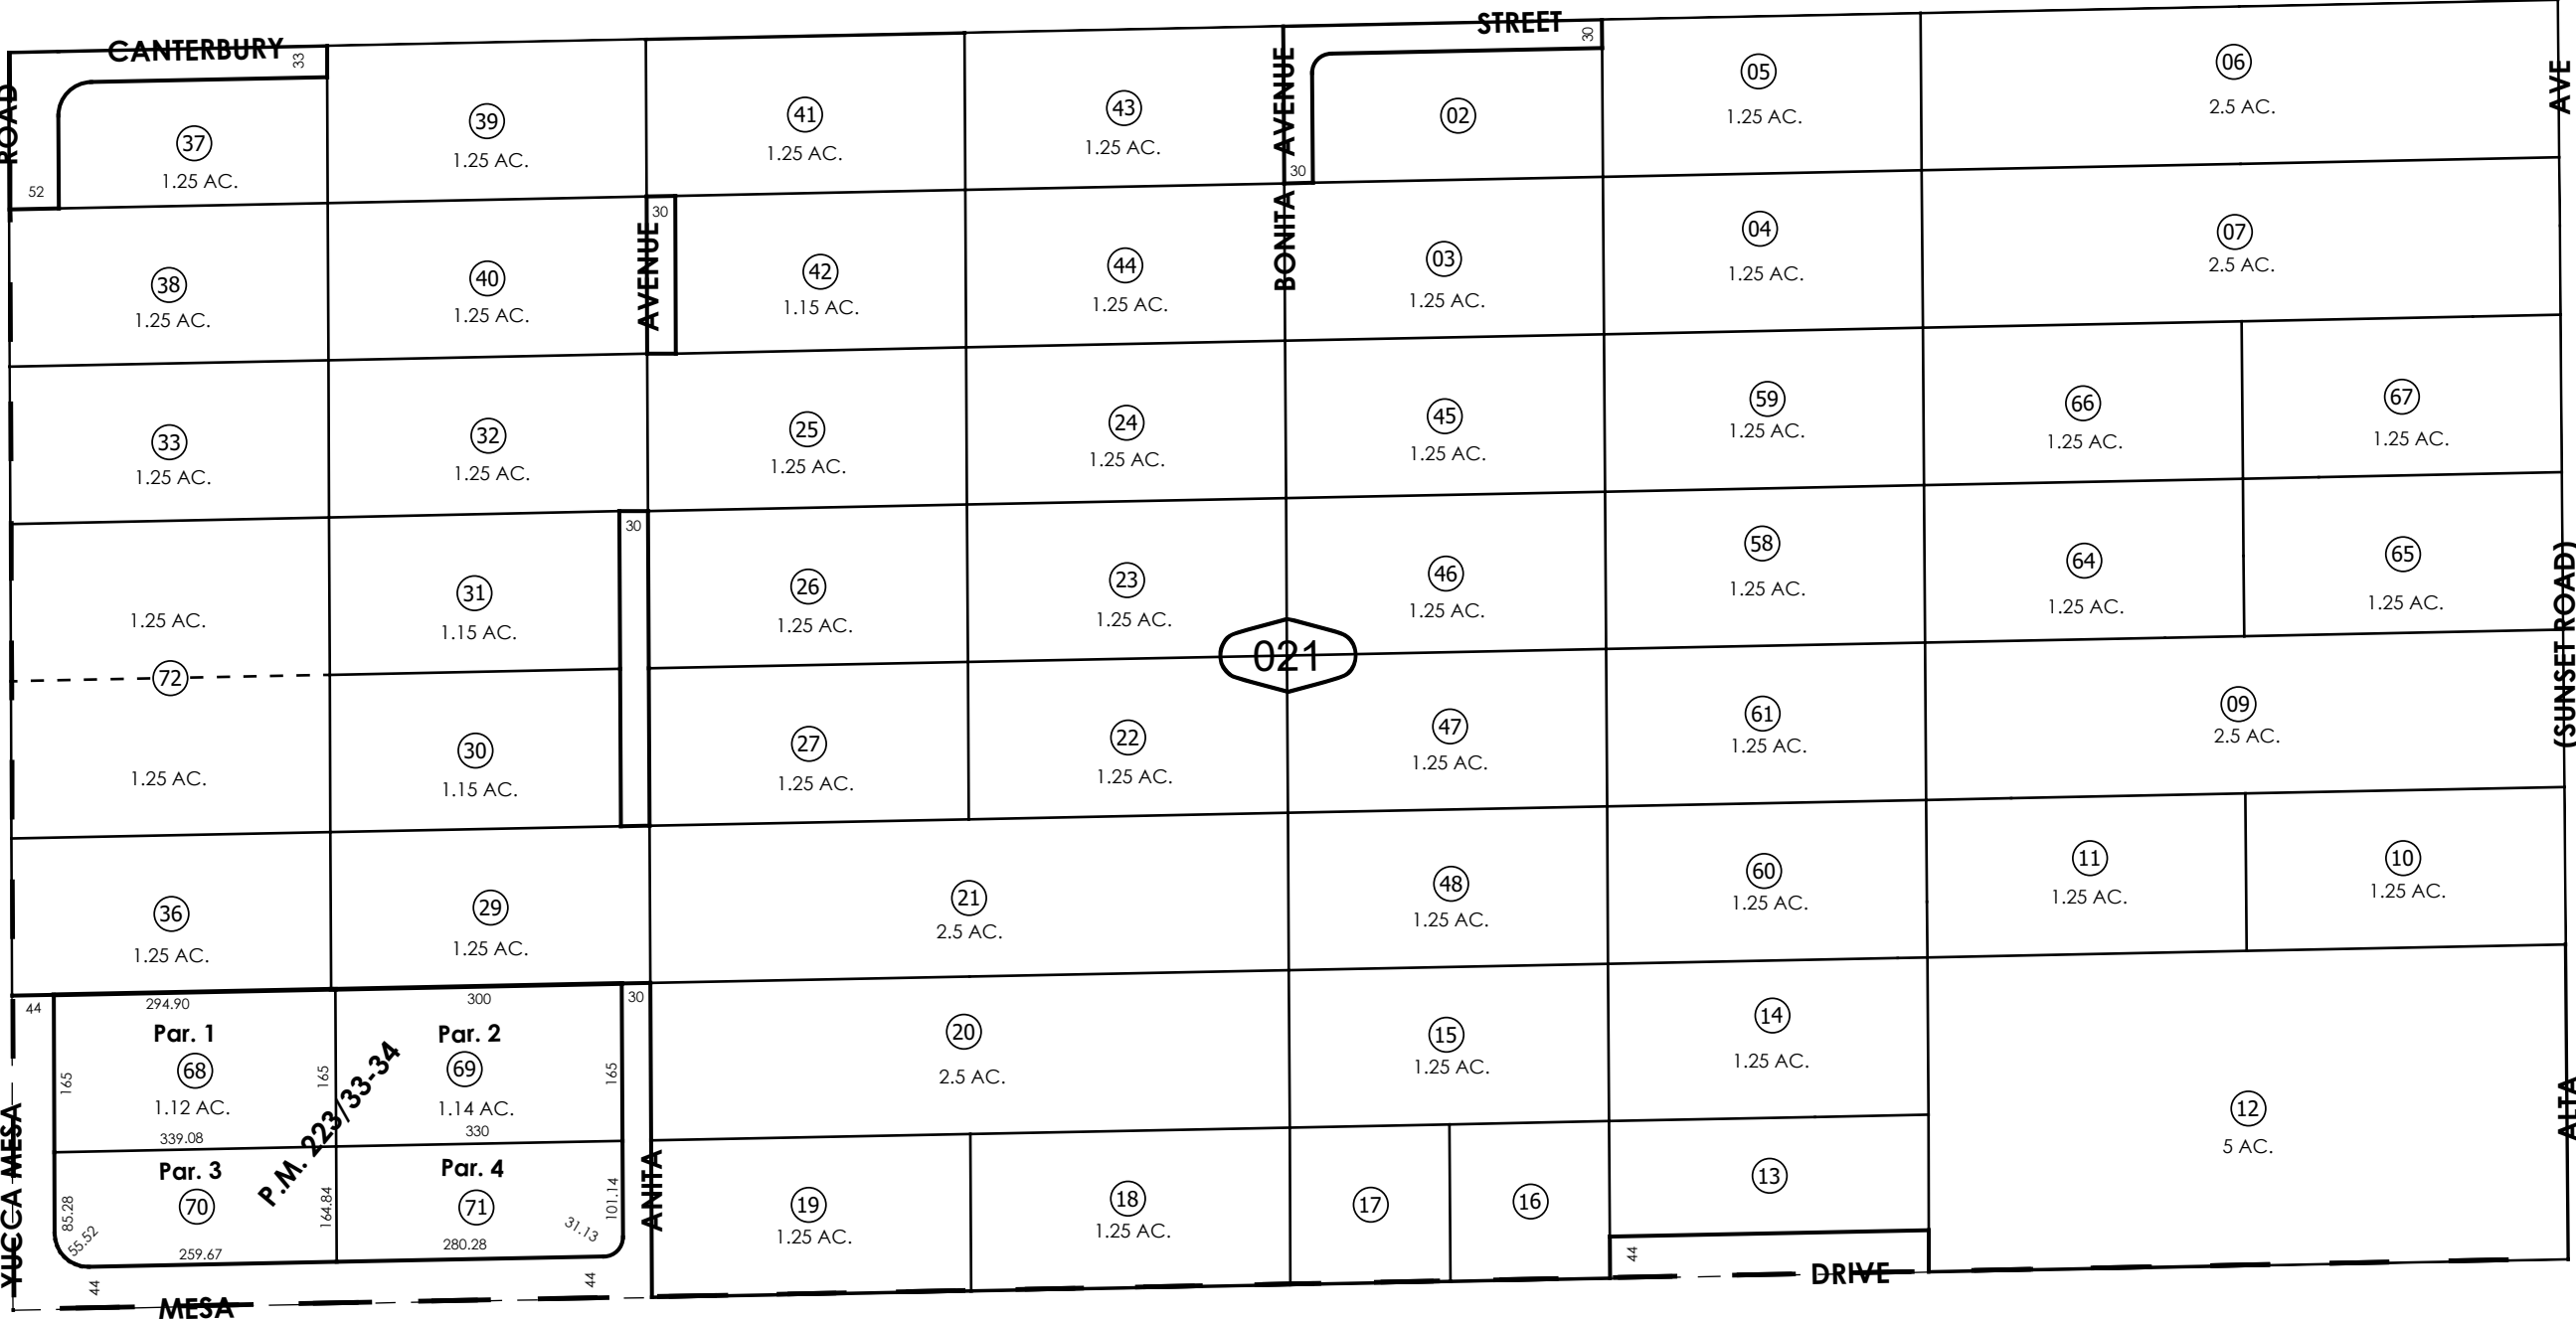 CANTERBURY
STREET
33
30
ROAD
AVENUE
AVE
05
1.25 AC.
06
2.5 AC.
37
1.25 AC.
39
1.25 AC.
41
1.25 AC.
43
1.25 AC.
02
52
30
30
BONITA
AVENUE
38
1.25 AC.
40
1.25 AC.
42
1.15 AC.
44
1.25 AC.
03
1.25 AC.
04
1.25 AC.
07
2.5 AC.
33
1.25 AC.
32
1.25 AC.
25
1.25 AC.
24
1.25 AC.
45
1.25 AC.
59
1.25 AC.
66
1.25 AC.
67
1.25 AC.
30
1.25 AC.
31
1.15 AC.
26
1.25 AC.
23
1.25 AC.
46
1.25 AC.
58
1.25 AC.
64
1.25 AC.
65
1.25 AC.
(SUNSET ROAD)
021
72
1.25 AC.
30
1.15 AC.
27
1.25 AC.
22
1.25 AC.
47
1.25 AC.
61
1.25 AC.
09
2.5 AC.
36
1.25 AC.
29
1.25 AC.
21
2.5 AC.
48
1.25 AC.
60
1.25 AC.
11
1.25 AC.
10
1.25 AC.
44
294.90
300
30
Par. 1
68
1.12 AC.
165
165
339.08
Par. 2
69
1.14 AC.
165
330
P.M. 223/33-34
20
2.5 AC.
15
1.25 AC.
14
1.25 AC.
12
5 AC.
ALTA
YUCCA MESA
Par. 3
70
85.28
55.52
259.67
164.84
Par. 4
71
101.14
31.13
280.28
ANITA
19
1.25 AC.
18
1.25 AC.
17
16
13
44
44
44
MESA
DRIVE